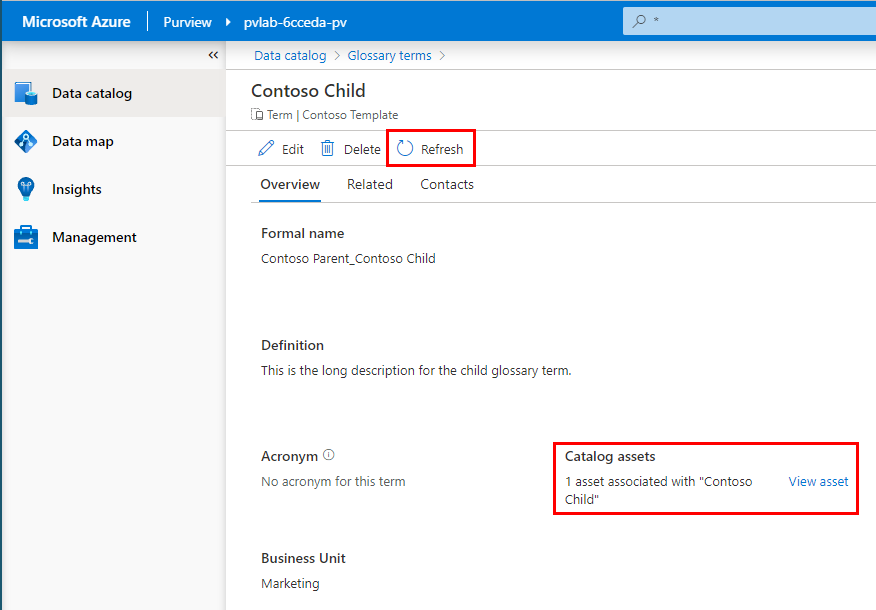 Microsoft Azure Purview pvlab-6cceda-pv *
«
Data catalog > Glossary terms >
Data catalog
Data map
Insights
Management
Contoso Child
Term | Contoso Template
Edit Delete Refresh
Overview Related Contacts
Formal name
Contoso Parent_Contoso Child
Definition
This is the long description for the child glossary term.
Acronym
No acronym for this term
Catalog assets
1 asset associated with "Contoso View asset
Child"
Business Unit
Marketing